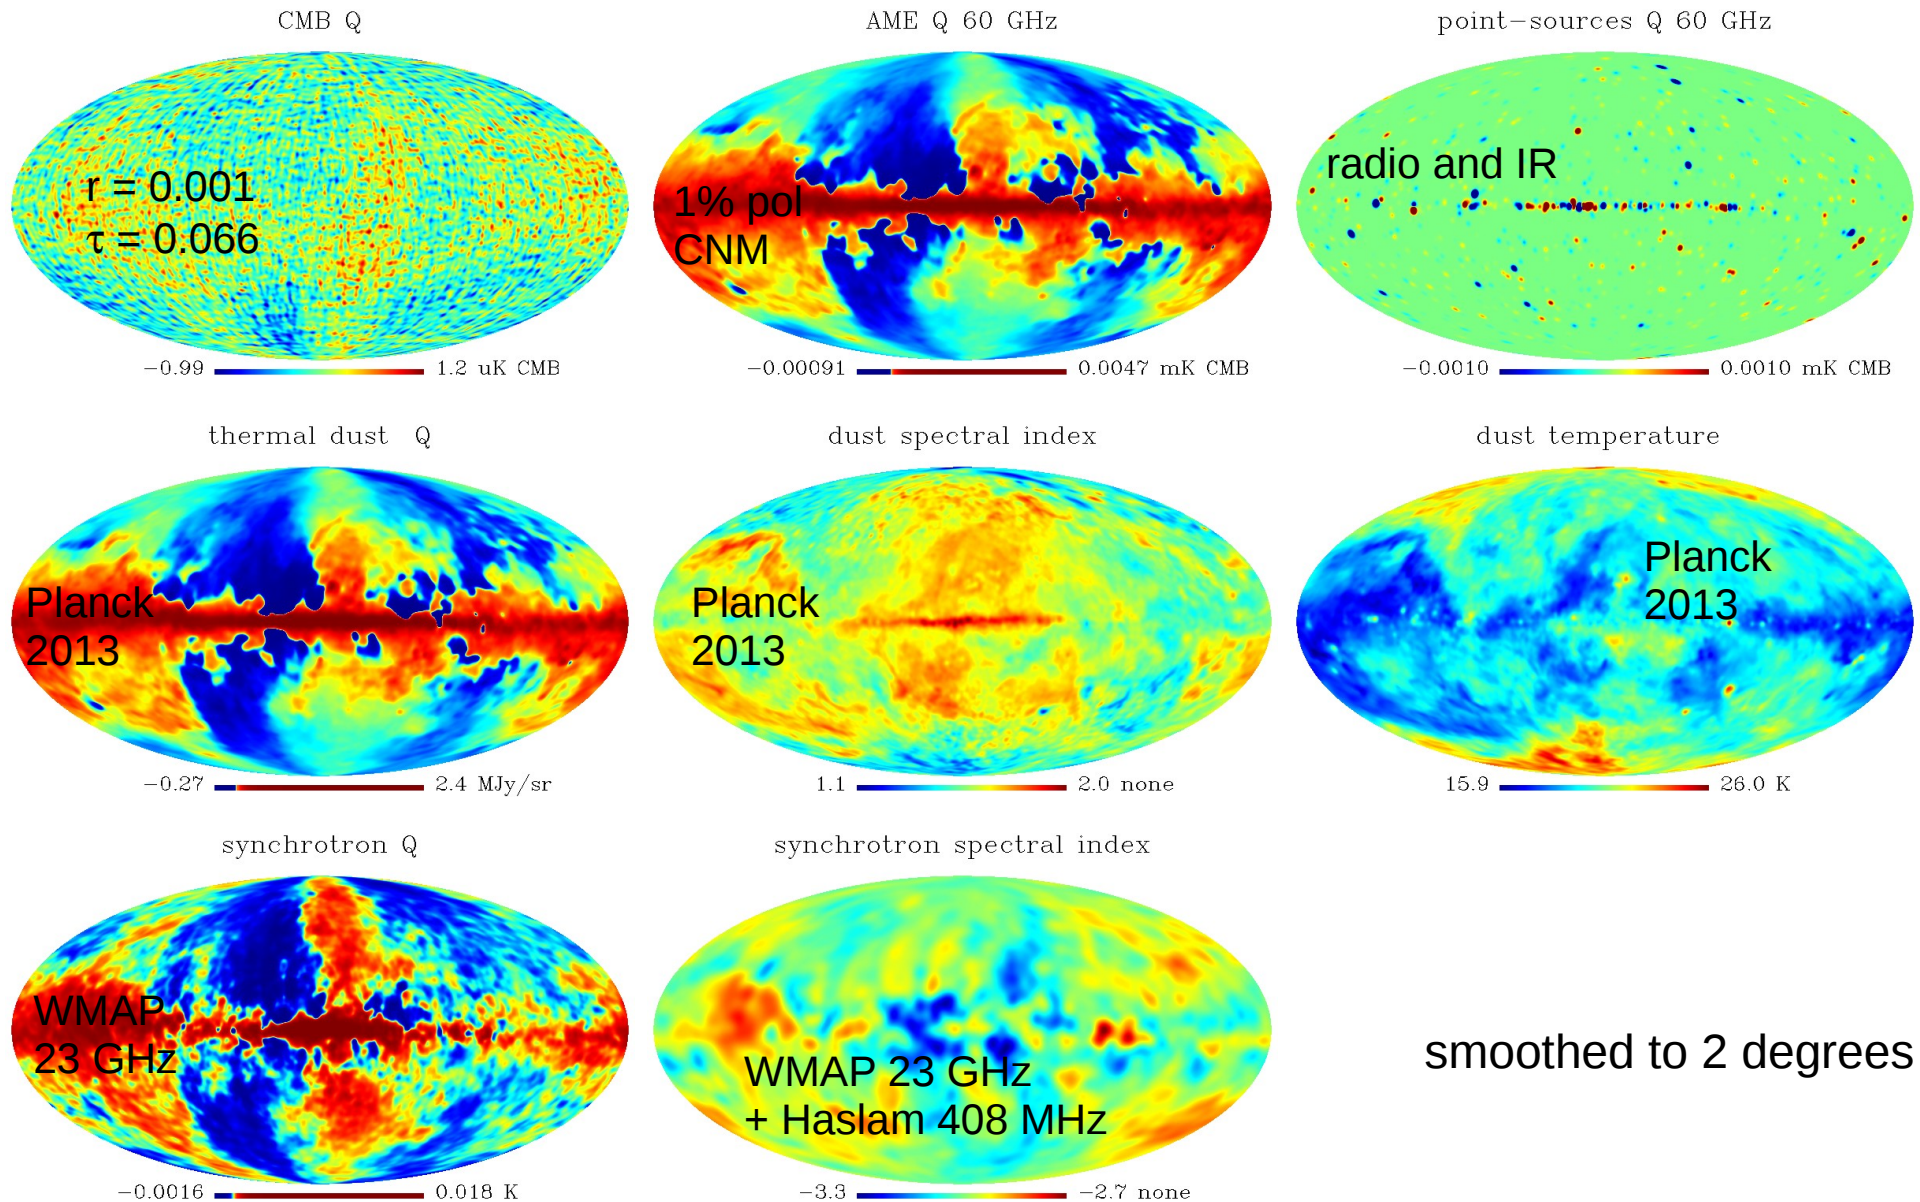 CMB Q
r = 0.001
τ = 0.066
−0.99 1.2 uK CMB
AME Q 60 GHz
1% pol
CNM
−0.00091 0.0047 mK CMB
point−sources Q 60 GHz
radio and IR
−0.0010 0.0010 mK CMB
thermal dust Q
Planck
2013
−0.27 2.4 MJy/sr
dust spectral index
Planck
2013
1.1 2.0 none
dust temperature
Planck
2013
15.9 26.0 K
synchrotron Q
WMAP
23 GHz
−0.0016 0.018 K
synchrotron spectral index
WMAP 23 GHz
+ Haslam 408 MHz
−3.3 −2.7 none
smoothed to 2 degrees